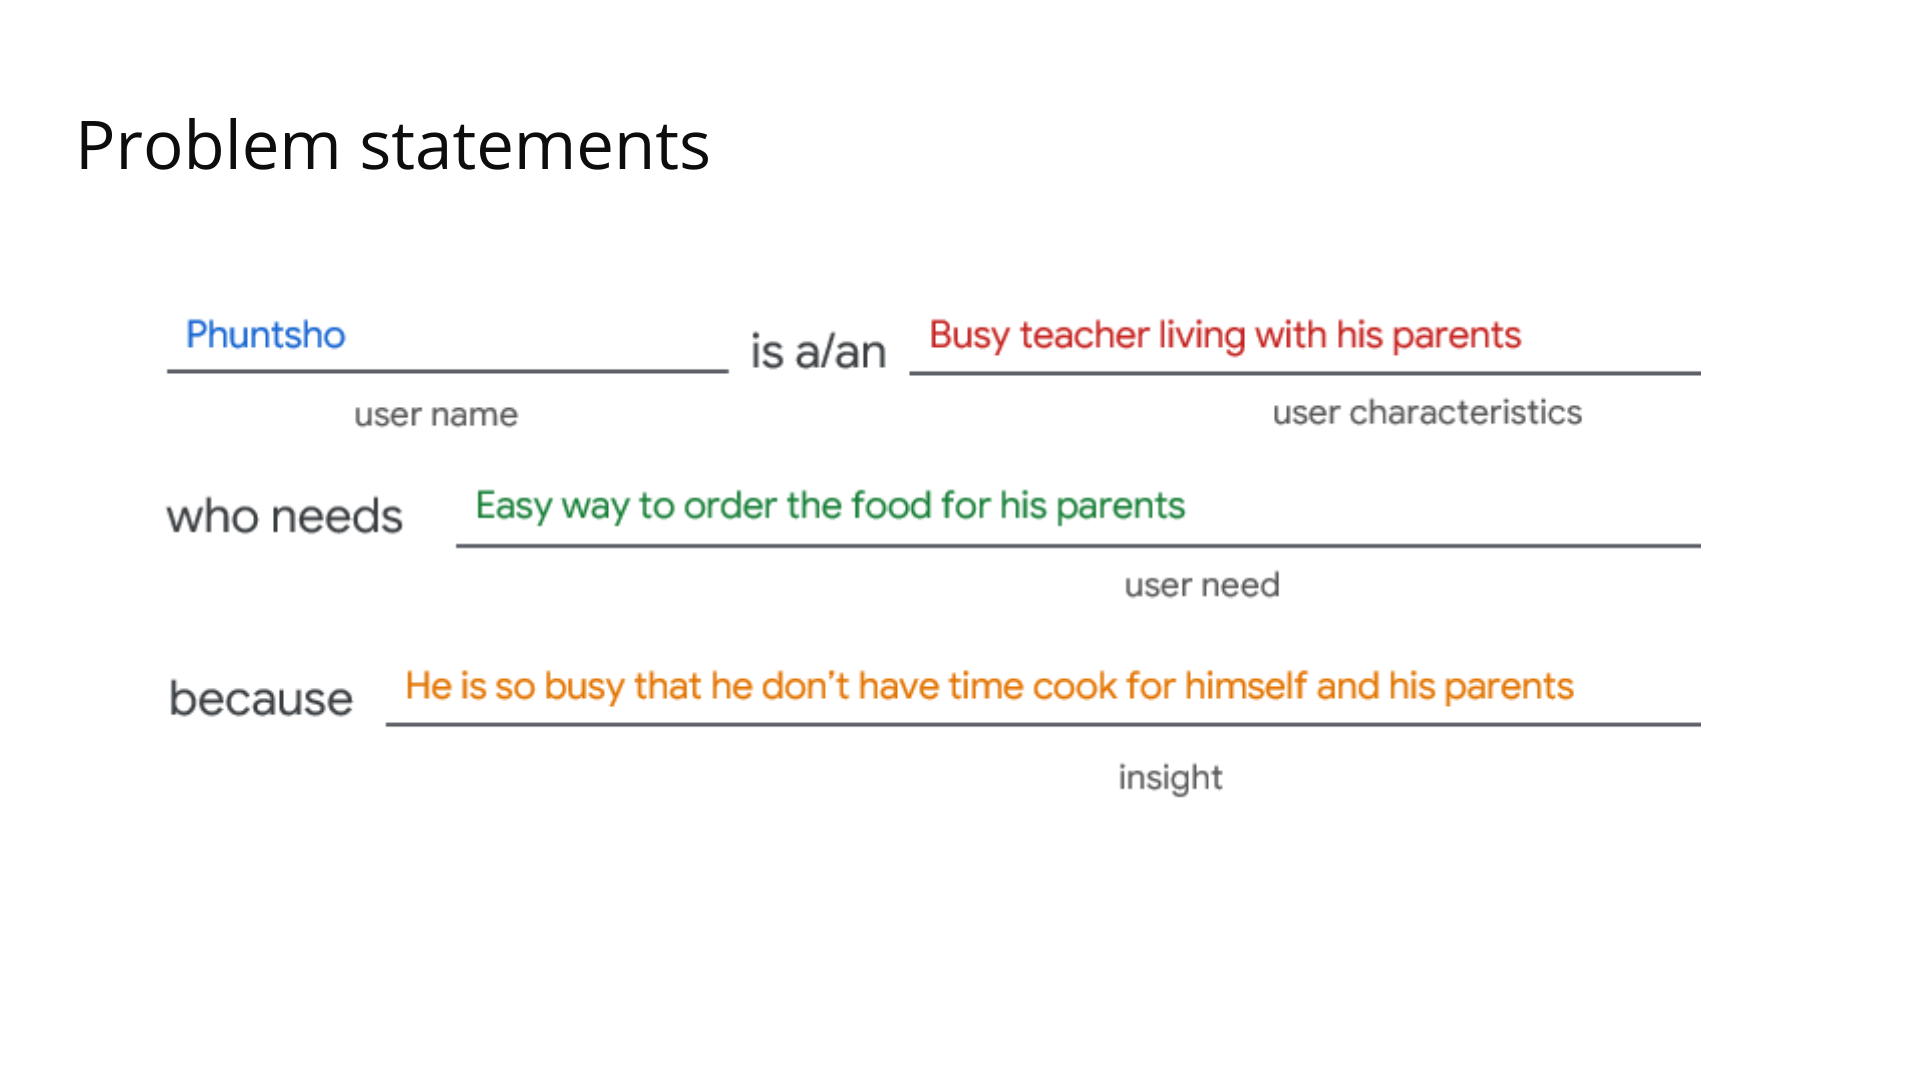 Problem statements
Phuntsho is a/an Busy teacher living with his parents
user name user characteristics
who needs Easy way to order the food for his parents
user need
because He is so busy that he don’t have time cook for himself and his parents
insight